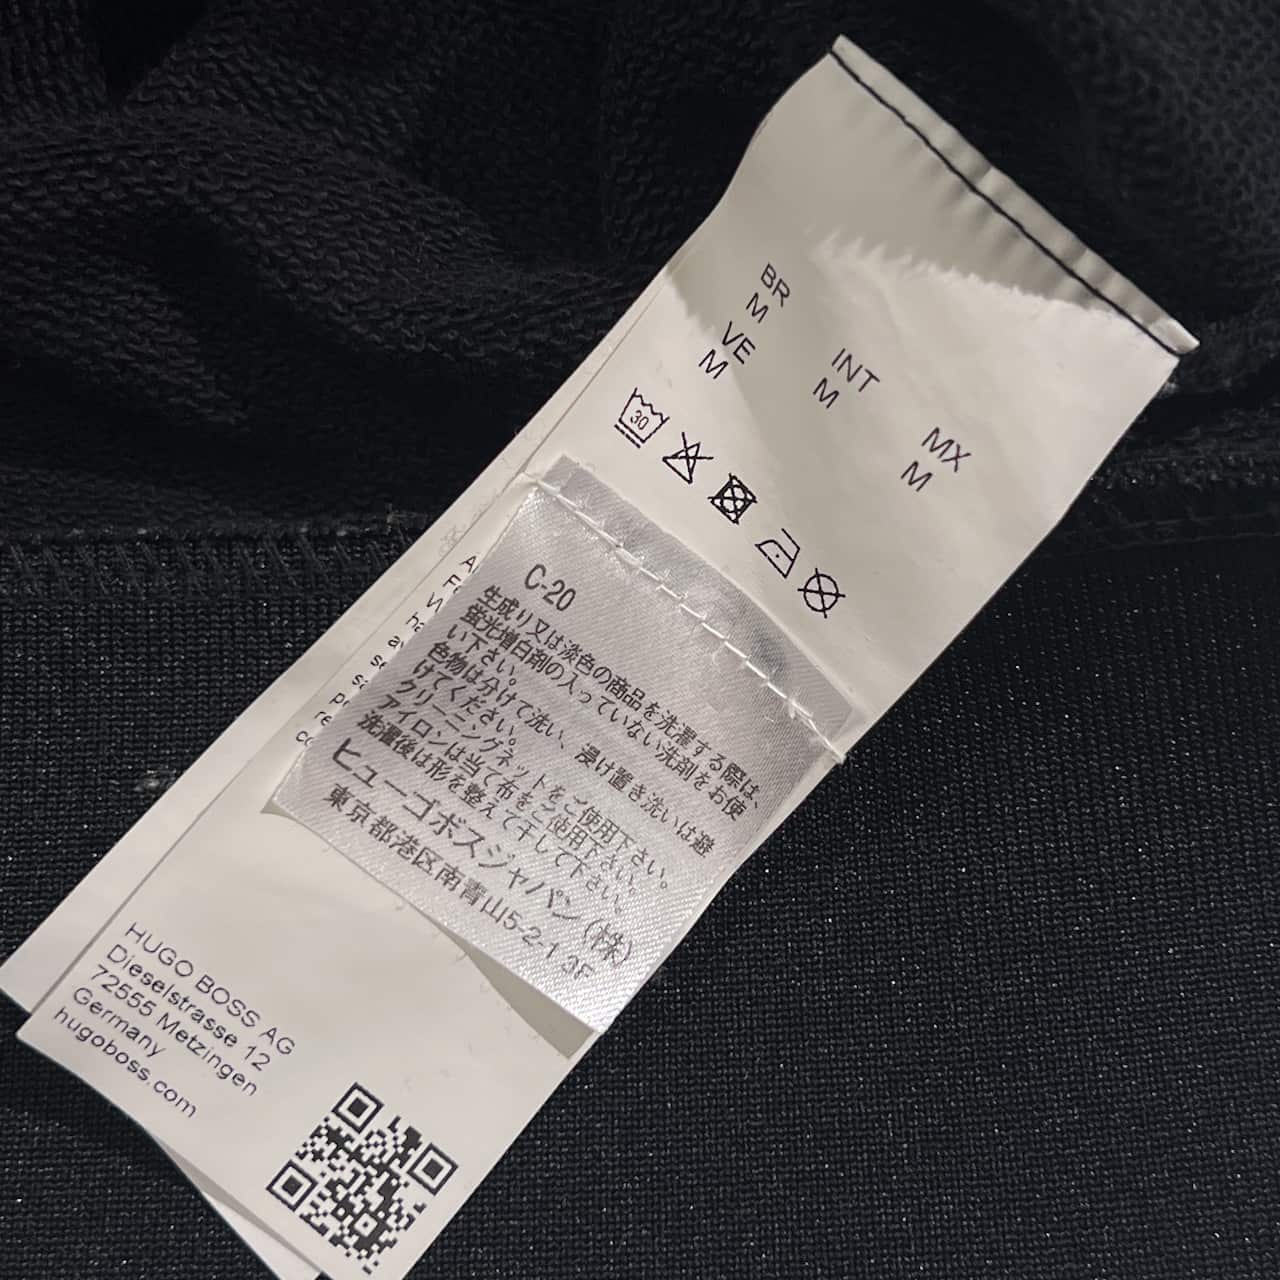 BR
M
VE
M
INT
M
MX
M
30
C-20
生成り又は淡色の商品を洗濯する際は、
蛍光増白剤の入っていない洗剤をお使
い下さい。
色物は分けて洗い、浸け置き洗いは避
けてください。
クリーニングネットをご使用下さい。
アイロンは当て布をご使用下さい。
洗濯後は形を整えて干して下さい。
ヒューゴボスジャパン(株)
東京都港区南青山5-2-1 3F
HUGO BOSS AG
Dieselstrasse 12
72555 Metzingen
Germany
hugoboss.com